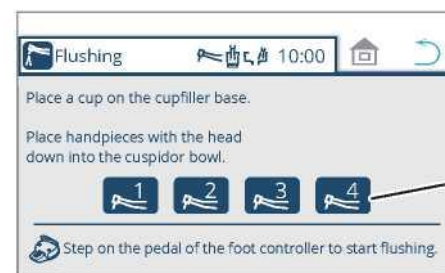 Flushing 10:00
Place a cup on the cupfiller base.
Place handpieces with the head
down into the cuspidor bowl.
1 2 3 4
Step on the pedal of the foot controller to start flushing.